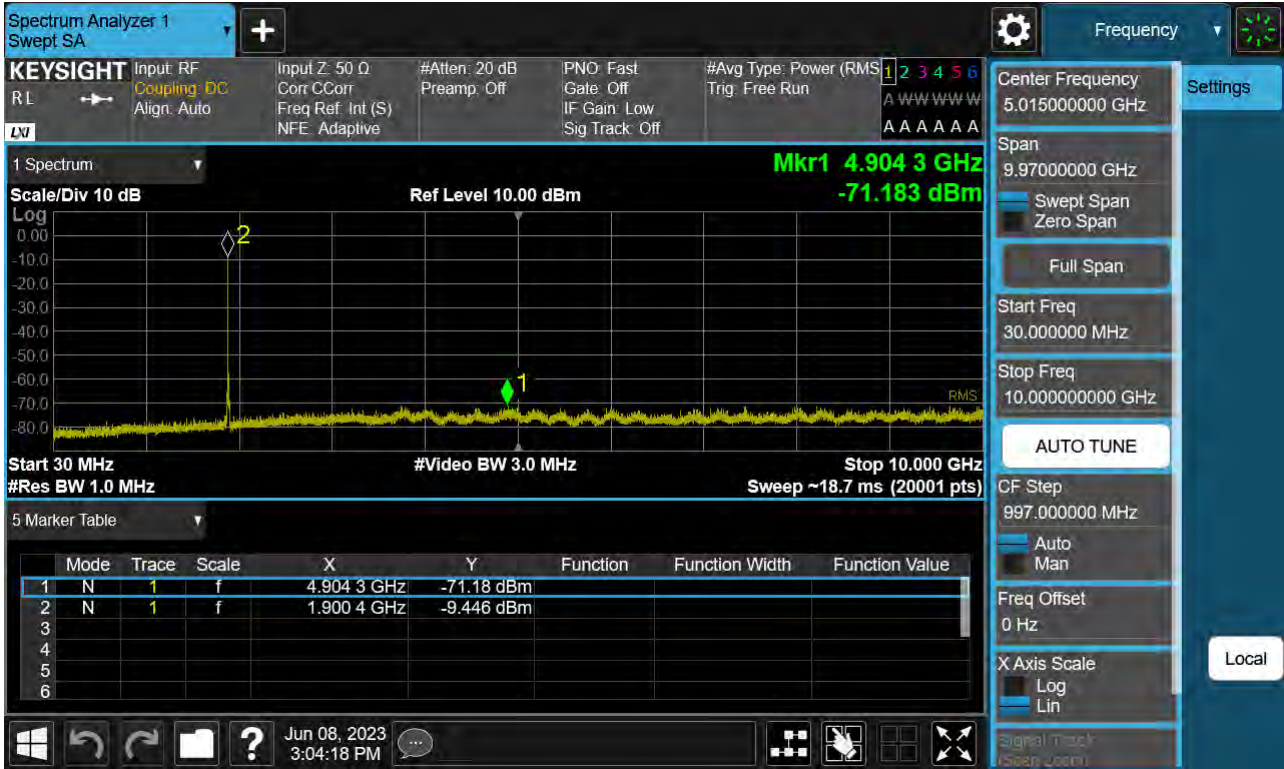 Spectrum Analyzer 1
Swept SA
+
Frequency
KEYSIGHT
R L
LXI
Input: RF
Coupling: DC
Align: Auto
Input Z: 50 Ω
Corr CCorr
Freq Ref: Int (S)
NFE: Adaptive
#Atten: 20 dB
Preamp: Off
PNO: Fast
Gate: Off
IF Gain: Low
Sig Track: Off
#Avg Type: Power (RMS
Trig: Free Run
1 2 3 4 5 6
A W W W W W
A A A A A A
1 Spectrum
Mkr1 4.904 3 GHz
-71.183 dBm
Scale/Div 10 dB
Ref Level 10.00 dBm
Log
0.00
-10.0
-20.0
-30.0
-40.0
-50.0
-60.0
-70.0
-80.0
2
1
RMS
Start 30 MHz
#Video BW 3.0 MHz
Stop 10.000 GHz
#Res BW 1.0 MHz
Sweep ~18.7 ms (20001 pts)
5 Marker Table
Mode Trace Scale X Y Function Function Width Function Value
1 N 1 f 4.904 3 GHz -71.18 dBm
2 N 1 f 1.900 4 GHz -9.446 dBm
3
4
5
6
Center Frequency
5.015000000 GHz
Span
9.97000000 GHz
Swept Span
Zero Span
Full Span
Start Freq
30.000000 MHz
Stop Freq
10.000000000 GHz
AUTO TUNE
CF Step
997.000000 MHz
Auto
Man
Freq Offset
0 Hz
X Axis Scale
Log
Lin
Signal Track
(Span Zoom)
Settings
Local
?
Jun 08, 2023
3:04:18 PM